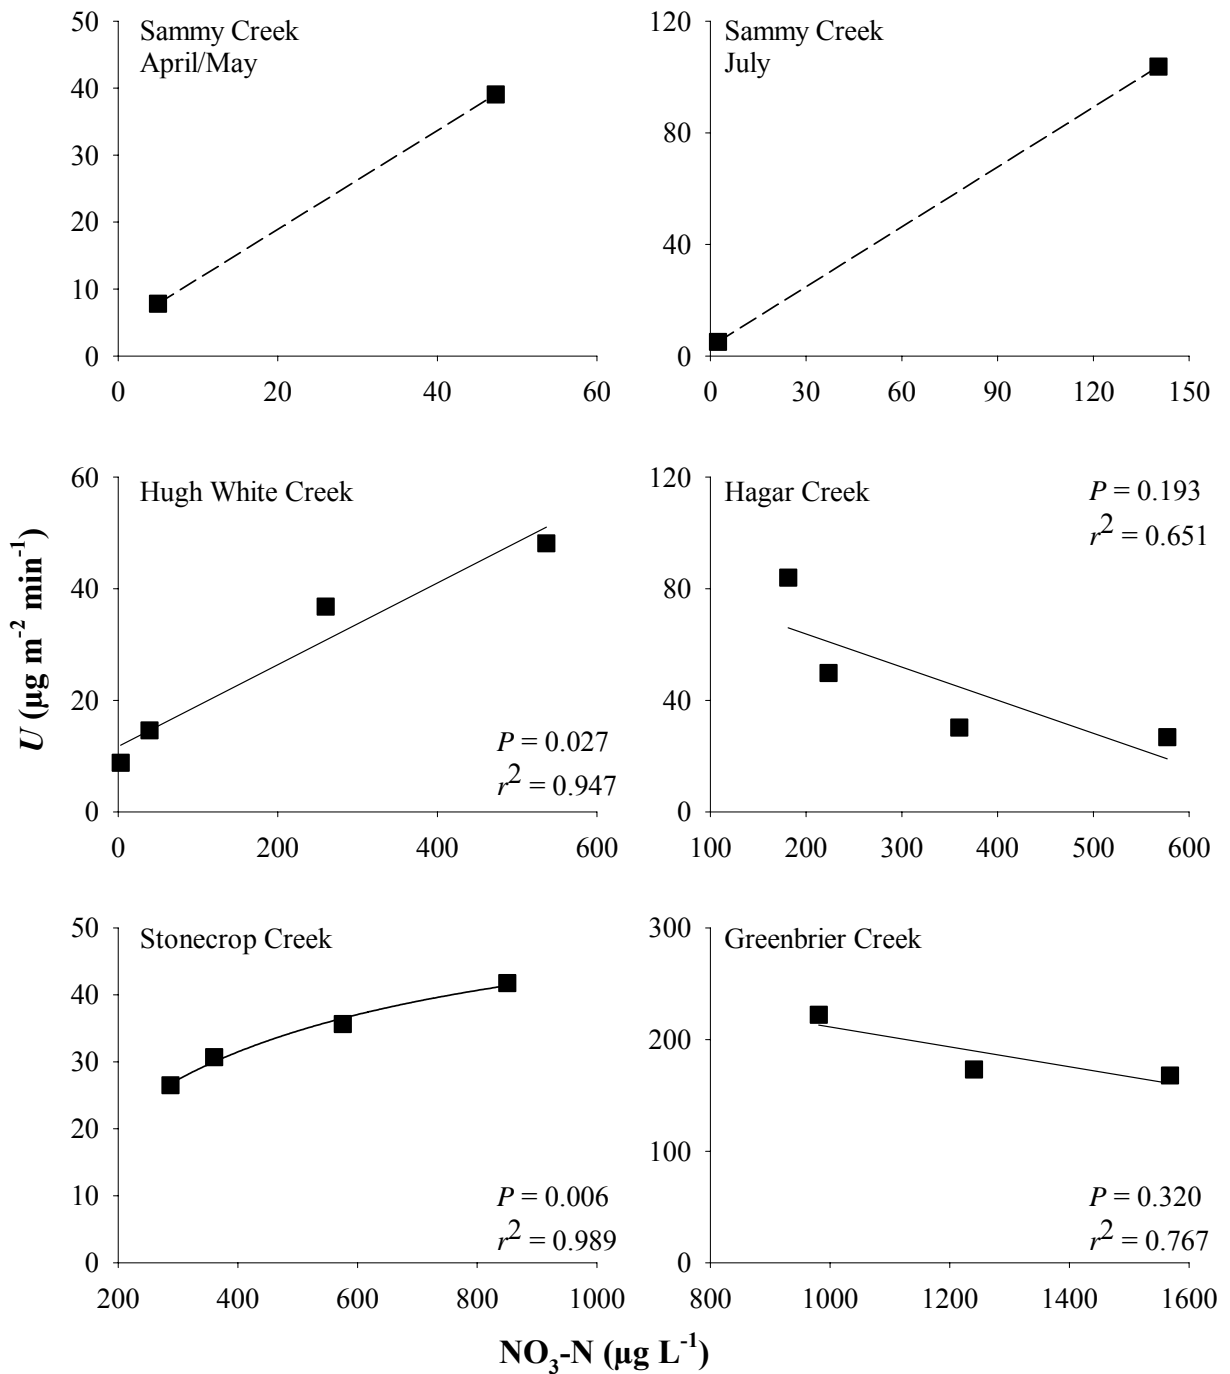 Sammy Creek
April/May
50
40
30
20
10
0
0 20 40 60
Sammy Creek
July
120
80
40
0
0 30 60 90 120 150
Hugh White Creek
60
40
20
0
P = 0.027
r² = 0.947
0 200 400 600
Hagar Creek
P = 0.193
r² = 0.651
120
80
40
0
100 200 300 400 500 600
U (µg m⁻² min⁻¹)
Stonecrop Creek
50
40
30
20
10
0
P = 0.006
r² = 0.989
200 400 600 800 1000
Greenbrier Creek
300
200
100
0
P = 0.320
r² = 0.767
800 1000 1200 1400 1600
NO₃-N (µg L⁻¹)